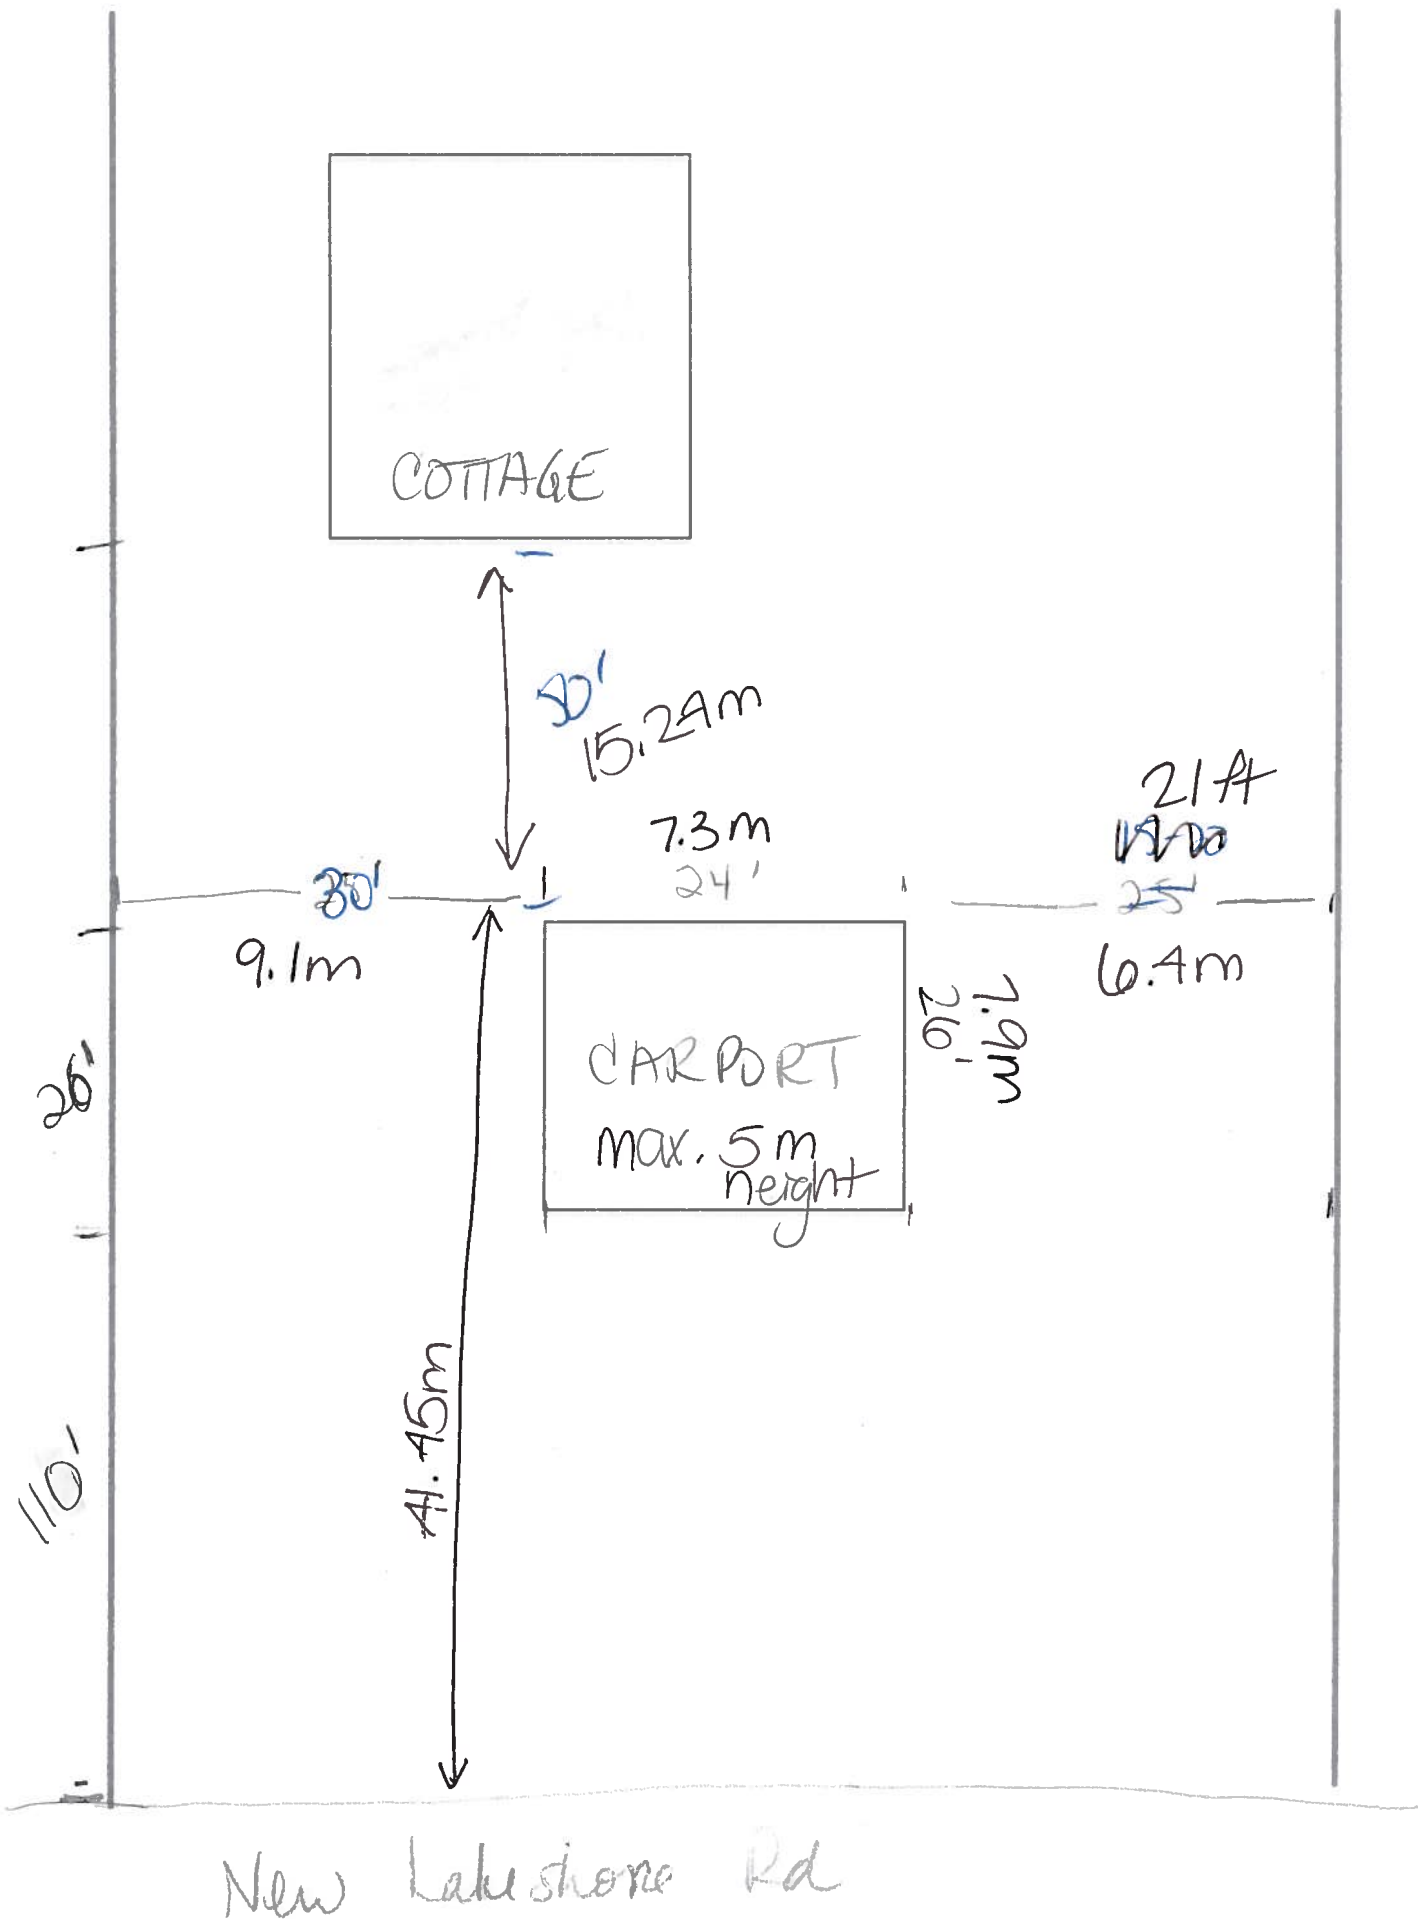 COTTAGE
50'
15.24m
21 ft
7.3m
24'
30'
25'
9.1m
6.4m
26'
7.9m
CARPORT
max. 5m
height
26'
41.45m
110'
New Lakeshore Rd